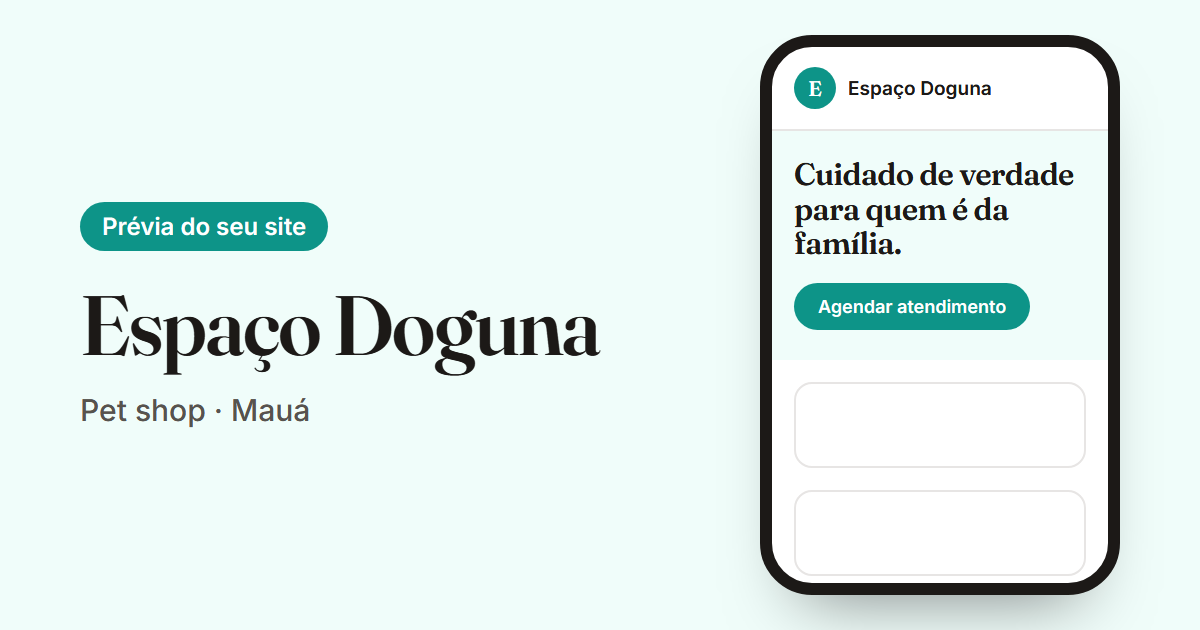 Prévia do seu site
Espaço Doguna
Pet shop · Mauá
E
Espaço Doguna
Cuidado de verdade
para quem é da
família.
Agendar atendimento